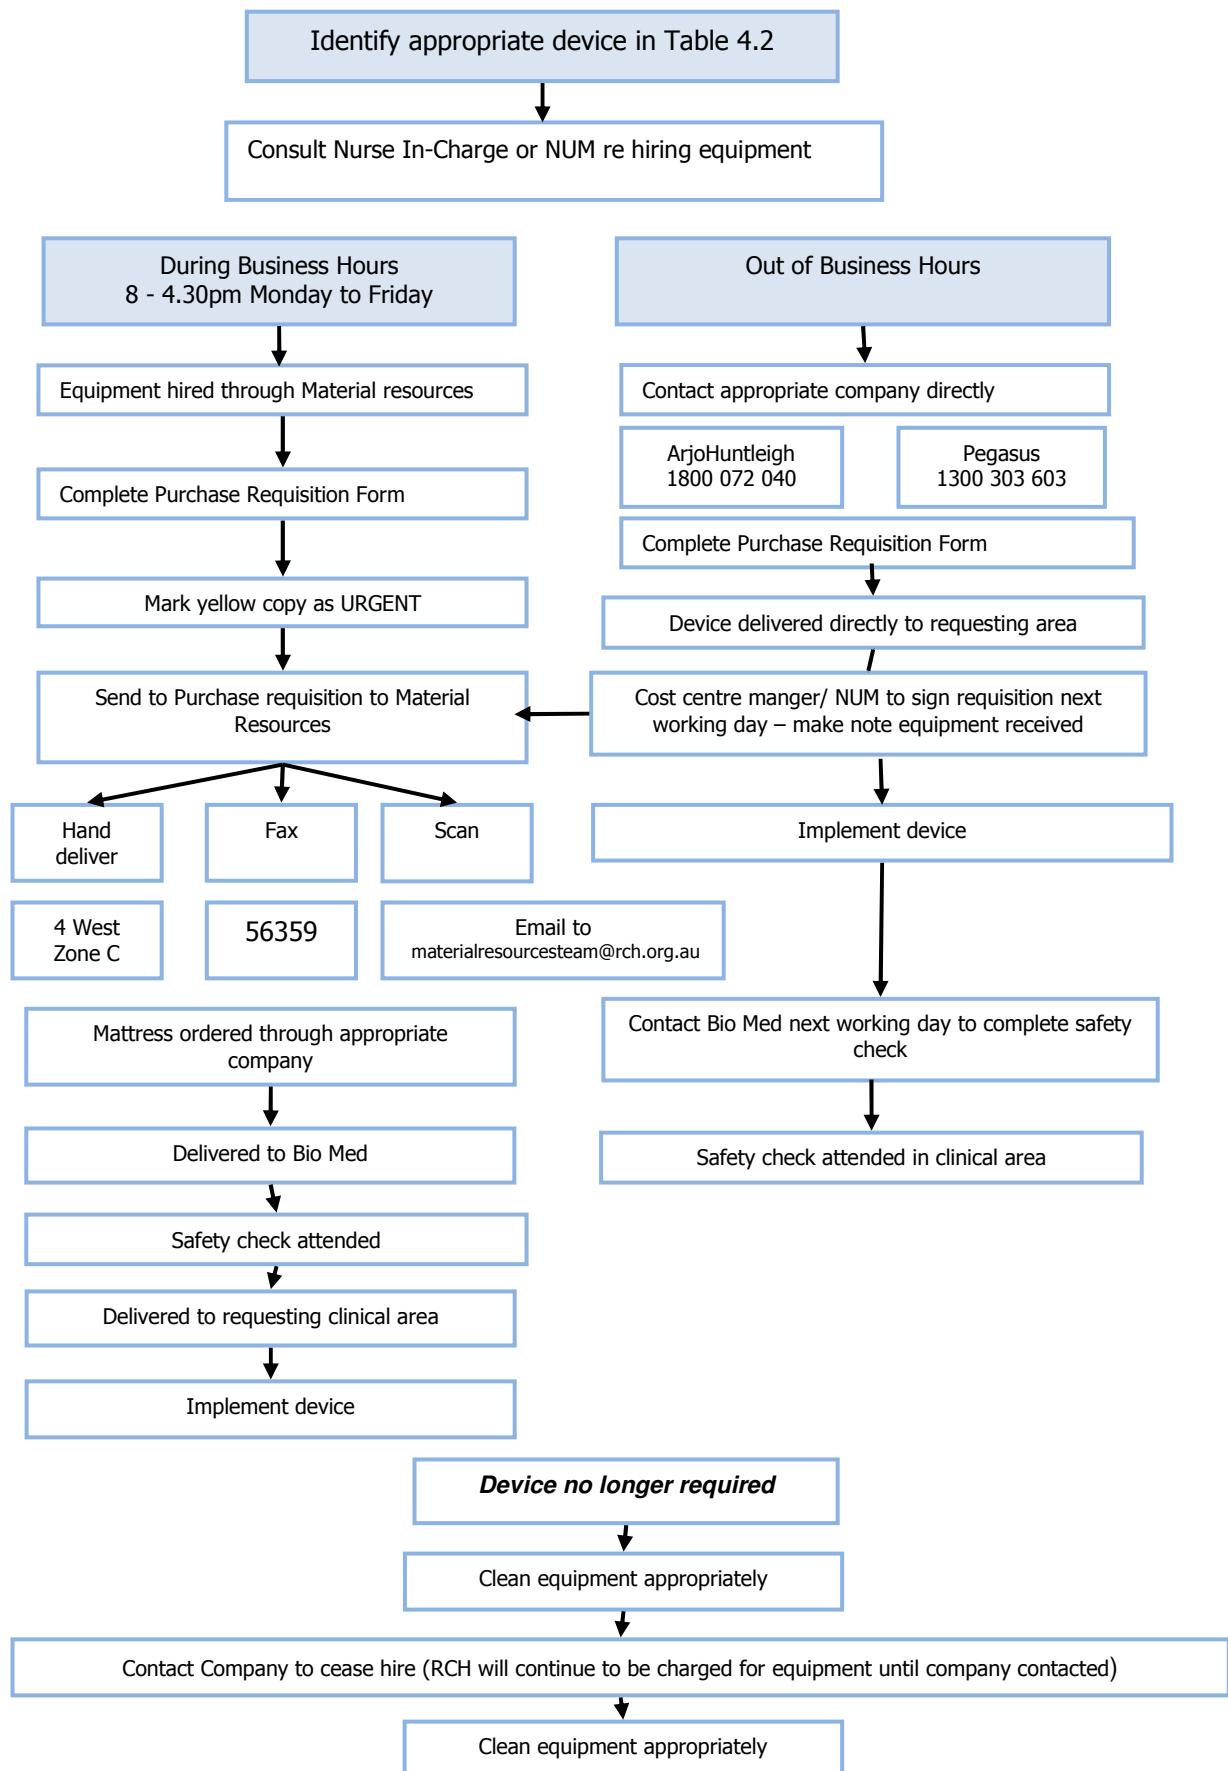 Identify appropriate device in Table 4.2
Consult Nurse In-Charge or NUM re hiring equipment
During Business Hours
8 - 4.30pm Monday to Friday
Equipment hired through Material resources
Complete Purchase Requisition Form
Mark yellow copy as URGENT
Send to Purchase requisition to Material
Resources
Hand
deliver
Fax
Scan
4 West
Zone C
56359
Email to
materialresourcesteam@rch.org.au
Mattress ordered through appropriate
company
Delivered to Bio Med
Safety check attended
Delivered to requesting clinical area
Implement device
Out of Business Hours
Contact appropriate company directly
ArjoHuntleigh
1800 072 040
Pegasus
1300 303 603
Complete Purchase Requisition Form
Device delivered directly to requesting area
Cost centre manger/ NUM to sign requisition next
working day – make note equipment received
Implement device
Contact Bio Med next working day to complete safety
check
Safety check attended in clinical area
Device no longer required
Clean equipment appropriately
Contact Company to cease hire (RCH will continue to be charged for equipment until company contacted)
Clean equipment appropriately